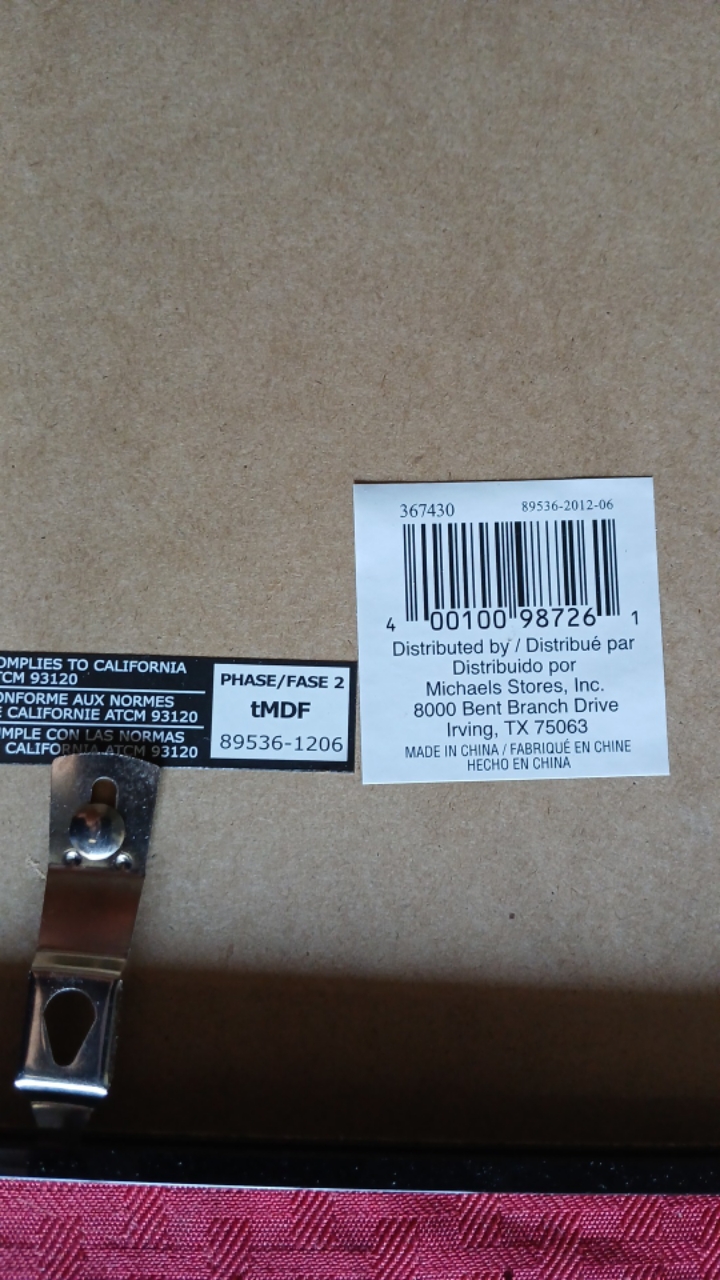 367430 89536-2012-06
4 00100 98726 1
Distributed by / Distribué par
Distribuido por
Michaels Stores, Inc.
8000 Bent Branch Drive
Irving, TX 75063
MADE IN CHINA / FABRIQUÉ EN CHINE
HECHO EN CHINA
OMPLIES TO CALIFORNIA
TCM 93120
ONFORME AUX NORMES
E CALIFORNIE ATCM 93120
MPLE CON LAS NORMAS
CALIFORNIA ATCM 93120
PHASE/FASE 2
tMDF
89536-1206